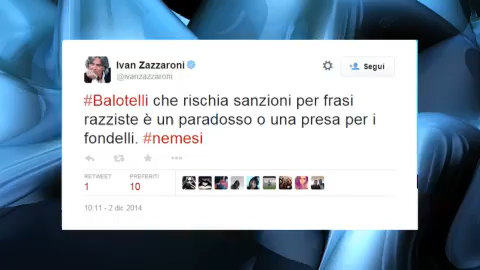 Ivan Zazzaroni
@ivanzazzaroni
Segui
#Balotelli che rischia sanzioni per frasi
razziste è un paradosso o una presa per i
fondelli. #nemesi
RETWEET PREFERITI
1 10
10:11 - 2 dic 2014